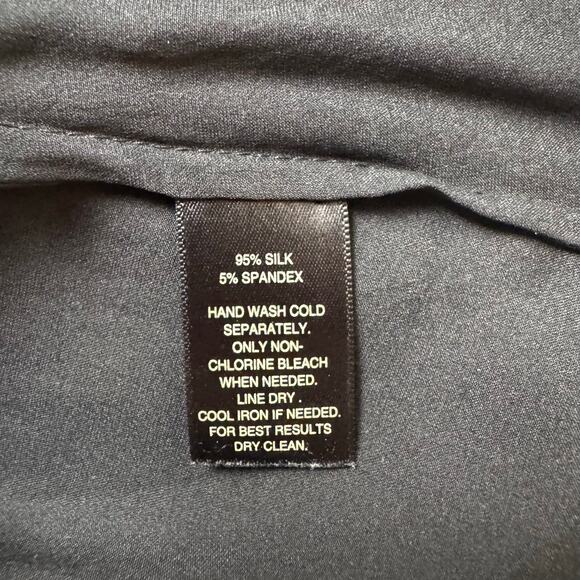 95% SILK
5% SPANDEX
HAND WASH COLD
SEPARATELY.
ONLY NON-
CHLORINE BLEACH
WHEN NEEDED.
LINE DRY .
COOL IRON IF NEEDED.
FOR BEST RESULTS
DRY CLEAN.